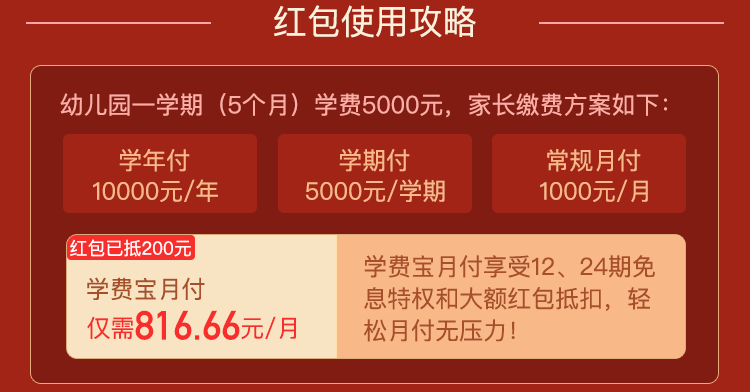 红包使用攻略
幼儿园一学期（5个月）学费5000元，家长缴费方案如下：
学年付
10000元/年
学期付
5000元/学期
常规月付
1000元/月
红包已抵200元
学费宝月付
仅需816.66元/月
学费宝月付享受12、24期免
息特权和大额红包抵扣，轻
松月付无压力！